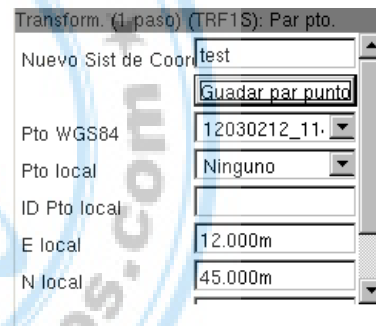 Transform. (1 paso) (TRF1S): Par pto.
Nuevo Sist de Coor test
Guadar par punto
Pto WGS84 12030212_11
Pto local Ninguno
ID Pto local
E local 12.000m
N local 45.000m
s.com